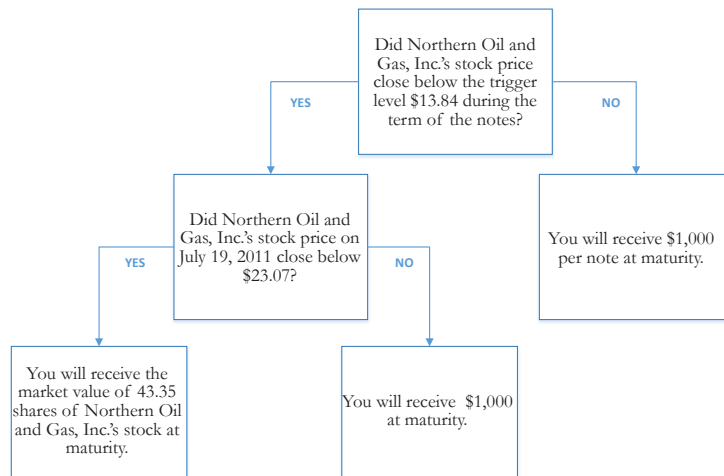 Did Northern Oil and
Gas, Inc.'s stock price
close below the trigger
level $13.84 during the
term of the notes?
YES
NO
Did Northern Oil and
Gas, Inc.'s stock price on
July 19, 2011 close below
$23.07?
You will receive $1,000
per note at maturity.
YES
NO
You will receive the
market value of 43.35
shares of Northern Oil
and Gas, Inc.'s stock at
maturity.
You will receive $1,000
at maturity.